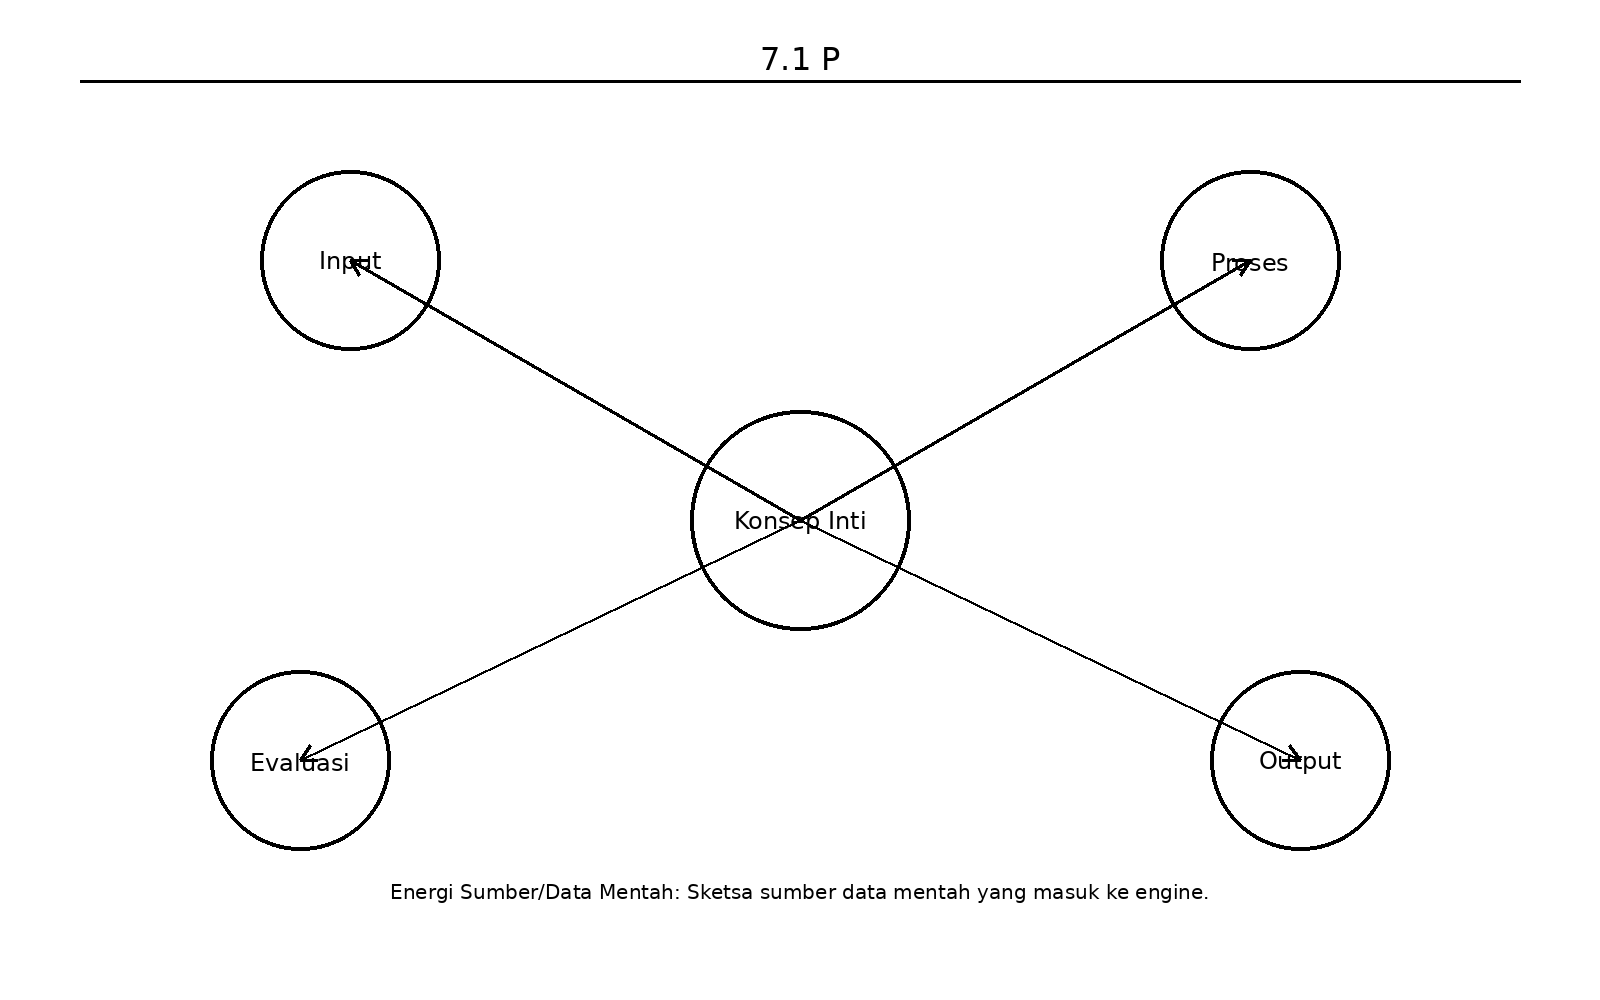 7.1 P
Input
Proses
Konsep Inti
Evaluasi
Output
Energi Sumber/Data Mentah: Sketsa sumber data mentah yang masuk ke engine.